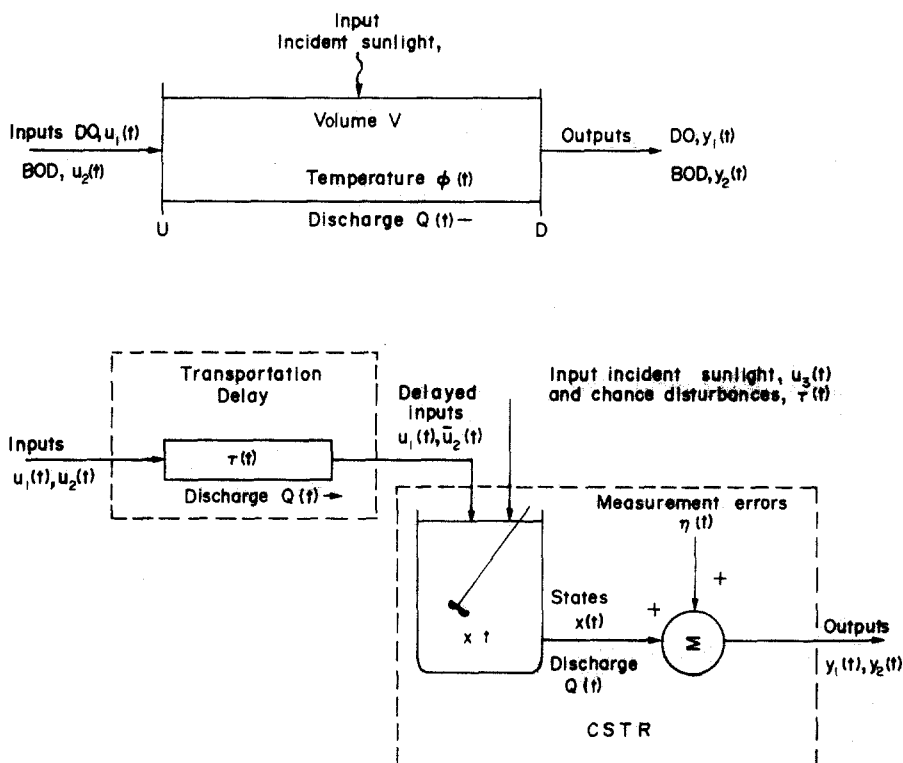 Input
Incident sunlight,
Inputs DO, u₁(t)
BOD, u₂(t)
Volume V
Temperature ϕ(t)
Discharge Q(t) —
U
D
Outputs
DO, y₁(t)
BOD, y₂(t)
Transportation
Delay
Inputs
u₁(t), u₂(t)
τ(t)
Discharge Q(t) →
Delayed
inputs
u₁(t), ū₂(t)
Input incident sunlight, u₃(t)
and chance disturbances, τ(t)
Measurement errors
η(t)
+
+
States
x(t)
x t
M
Discharge
Q(t)
Outputs
y₁(t), y₂(t)
CSTR